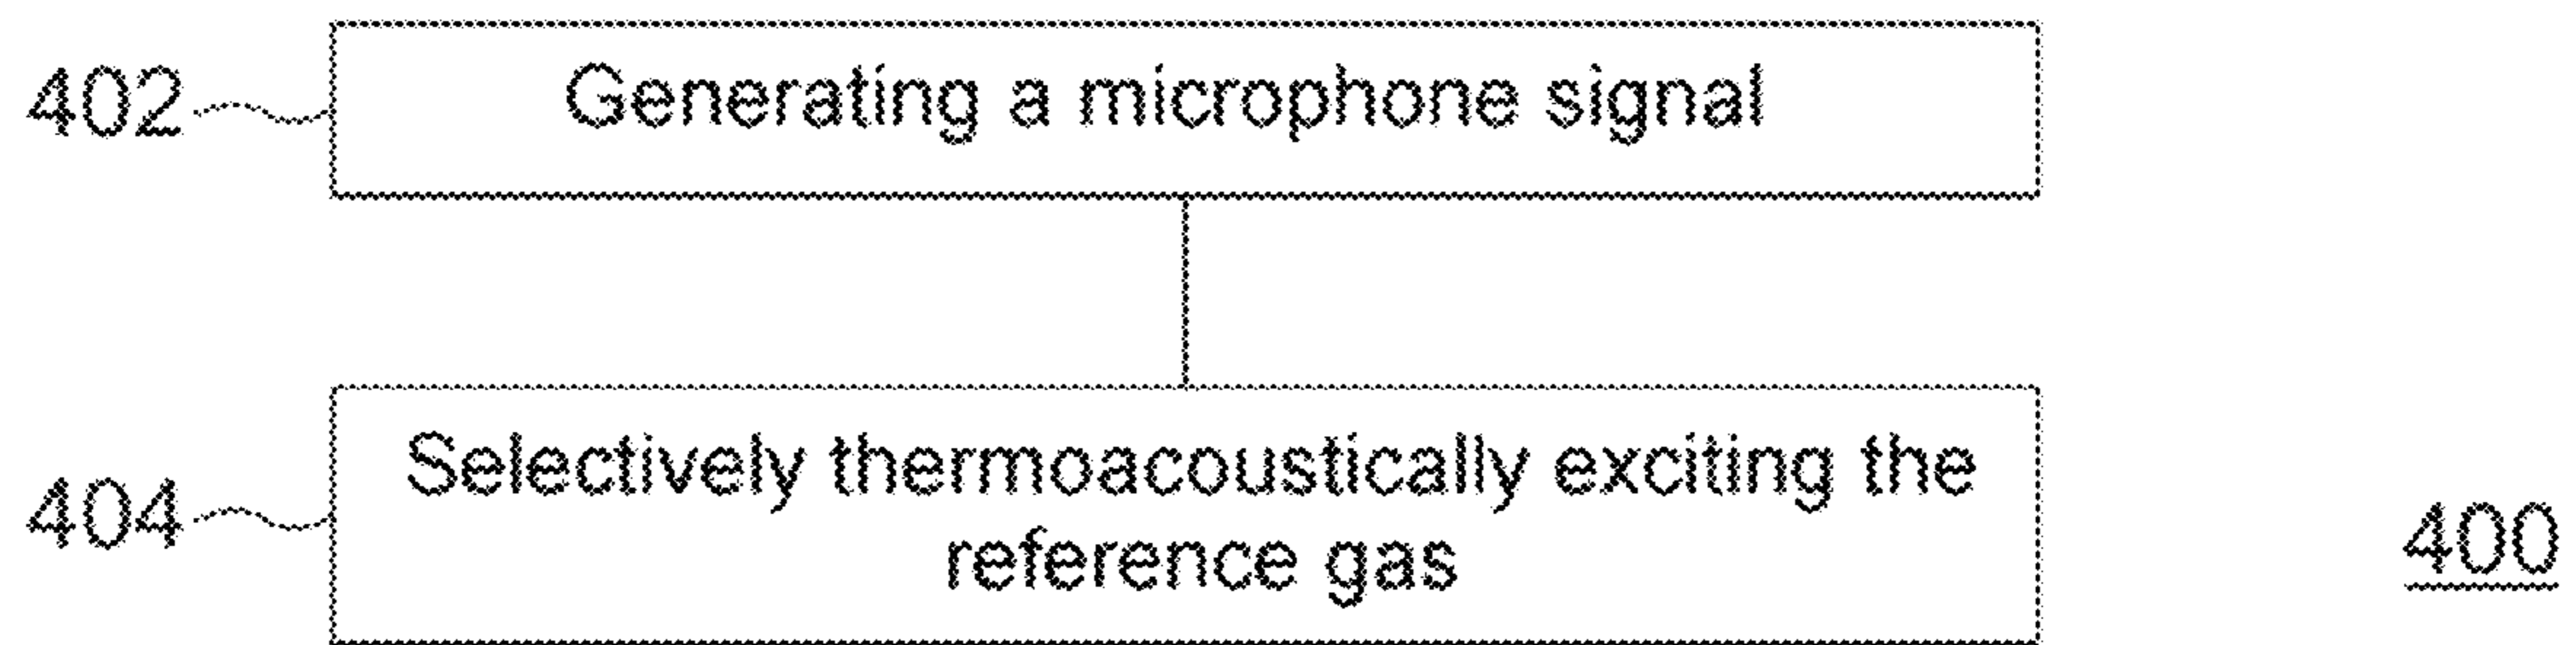 402
Generating a microphone signal
404
Selectively thermoacoustically exciting the
reference gas
400